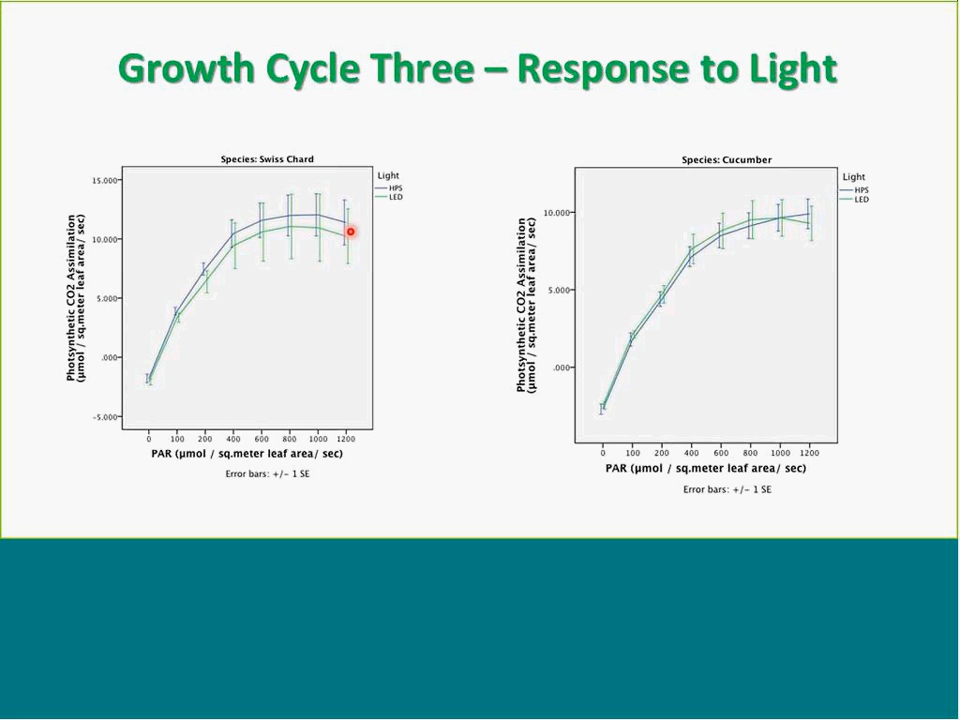 Growth Cycle Three – Response to Light
Species: Swiss Chard
Light
HPS
LED
15.000
10.000
5.000
.000
-5.000
Photsynthetic CO2 Assimilation
(µmol / sq.meter leaf area/ sec)
0 100 200 400 600 800 1000 1200
PAR (µmol / sq.meter leaf area/ sec)
Error bars: +/- 1 SE
Species: Cucumber
Light
HPS
LED
10.000
5.000
.000
Photsynthetic CO2 Assimilation
(µmol / sq.meter leaf area/ sec)
0 100 200 400 600 800 1000 1200
PAR (µmol / sq.meter leaf area/ sec)
Error bars: +/- 1 SE